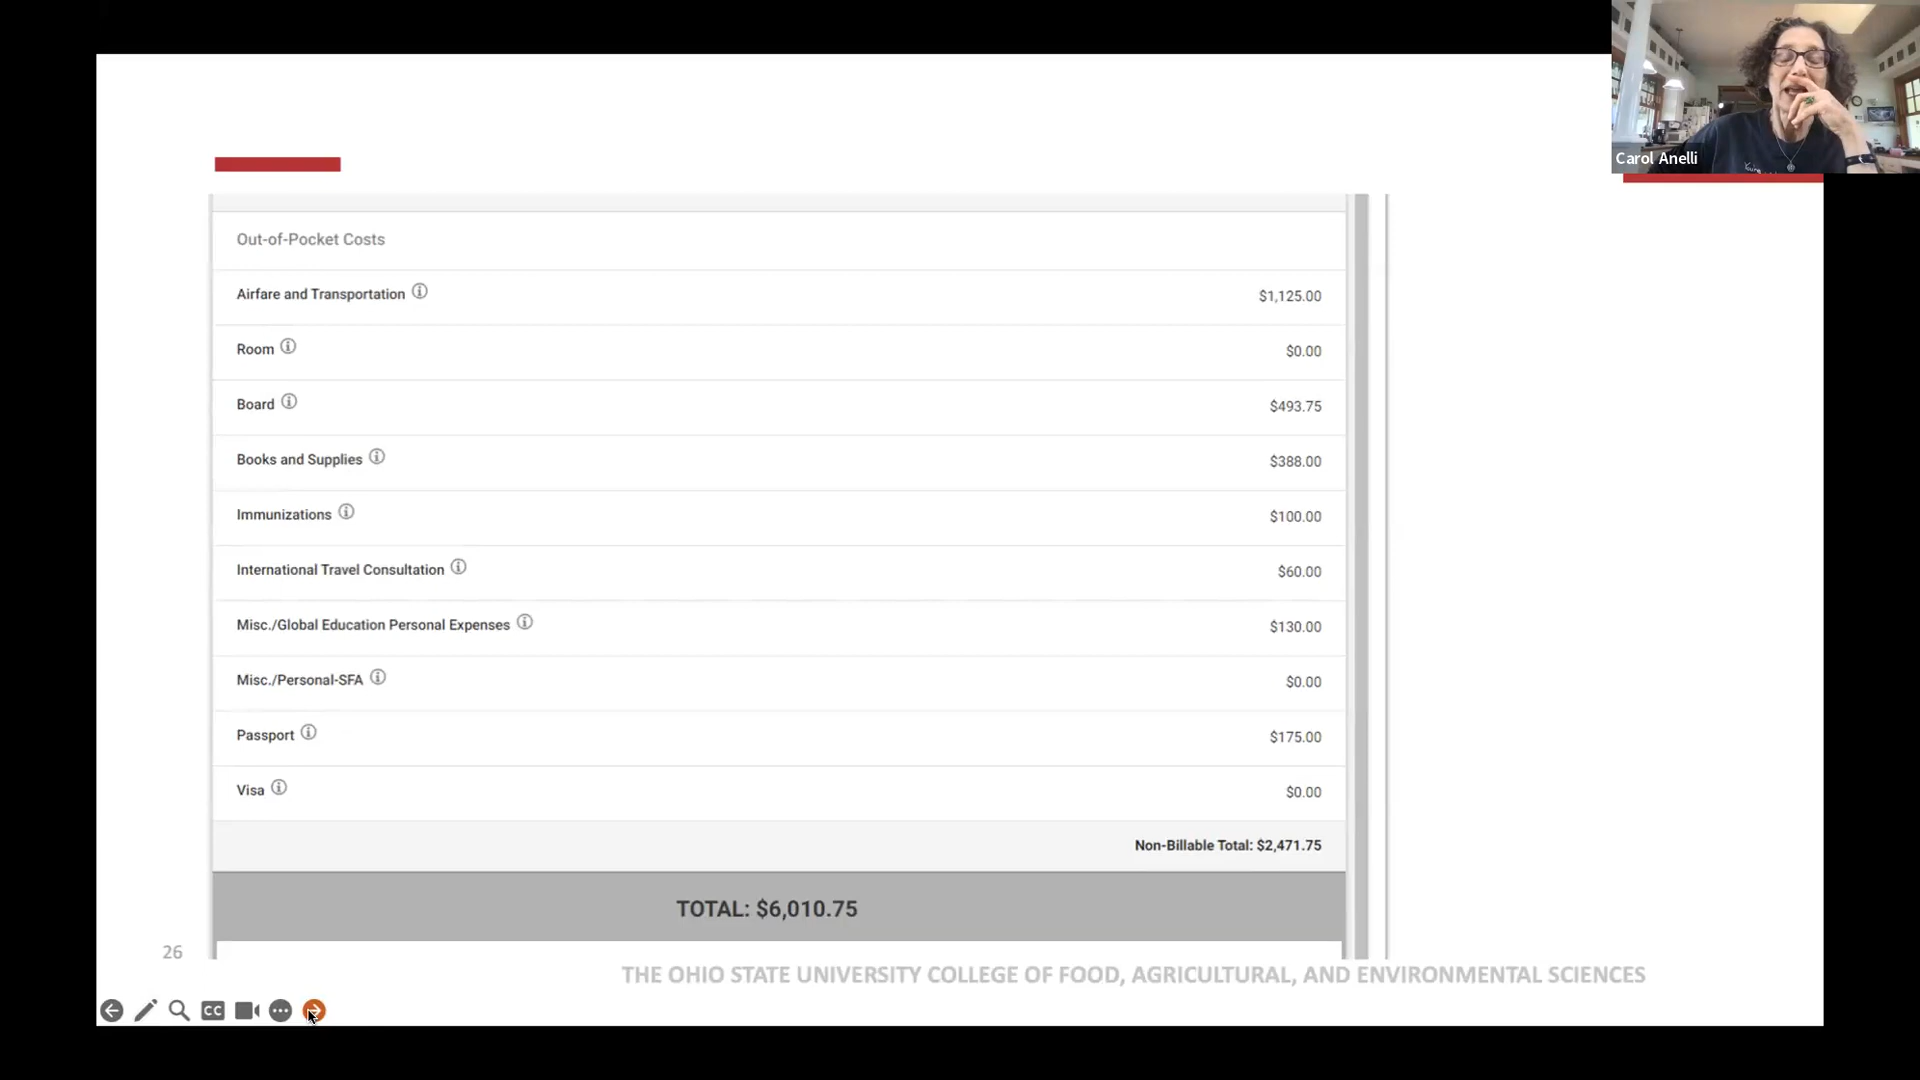 Carol Anelli
Out-of-Pocket Costs
Airfare and Transportation $1,125.00
Room $0.00
Board $493.75
Books and Supplies $388.00
Immunizations $100.00
International Travel Consultation $60.00
Misc./Global Education Personal Expenses $130.00
Misc./Personal-SFA $0.00
Passport $175.00
Visa $0.00
Non-Billable Total: $2,471.75
TOTAL: $6,010.75
26
THE OHIO STATE UNIVERSITY COLLEGE OF FOOD, AGRICULTURAL, AND ENVIRONMENTAL SCIENCES
CC